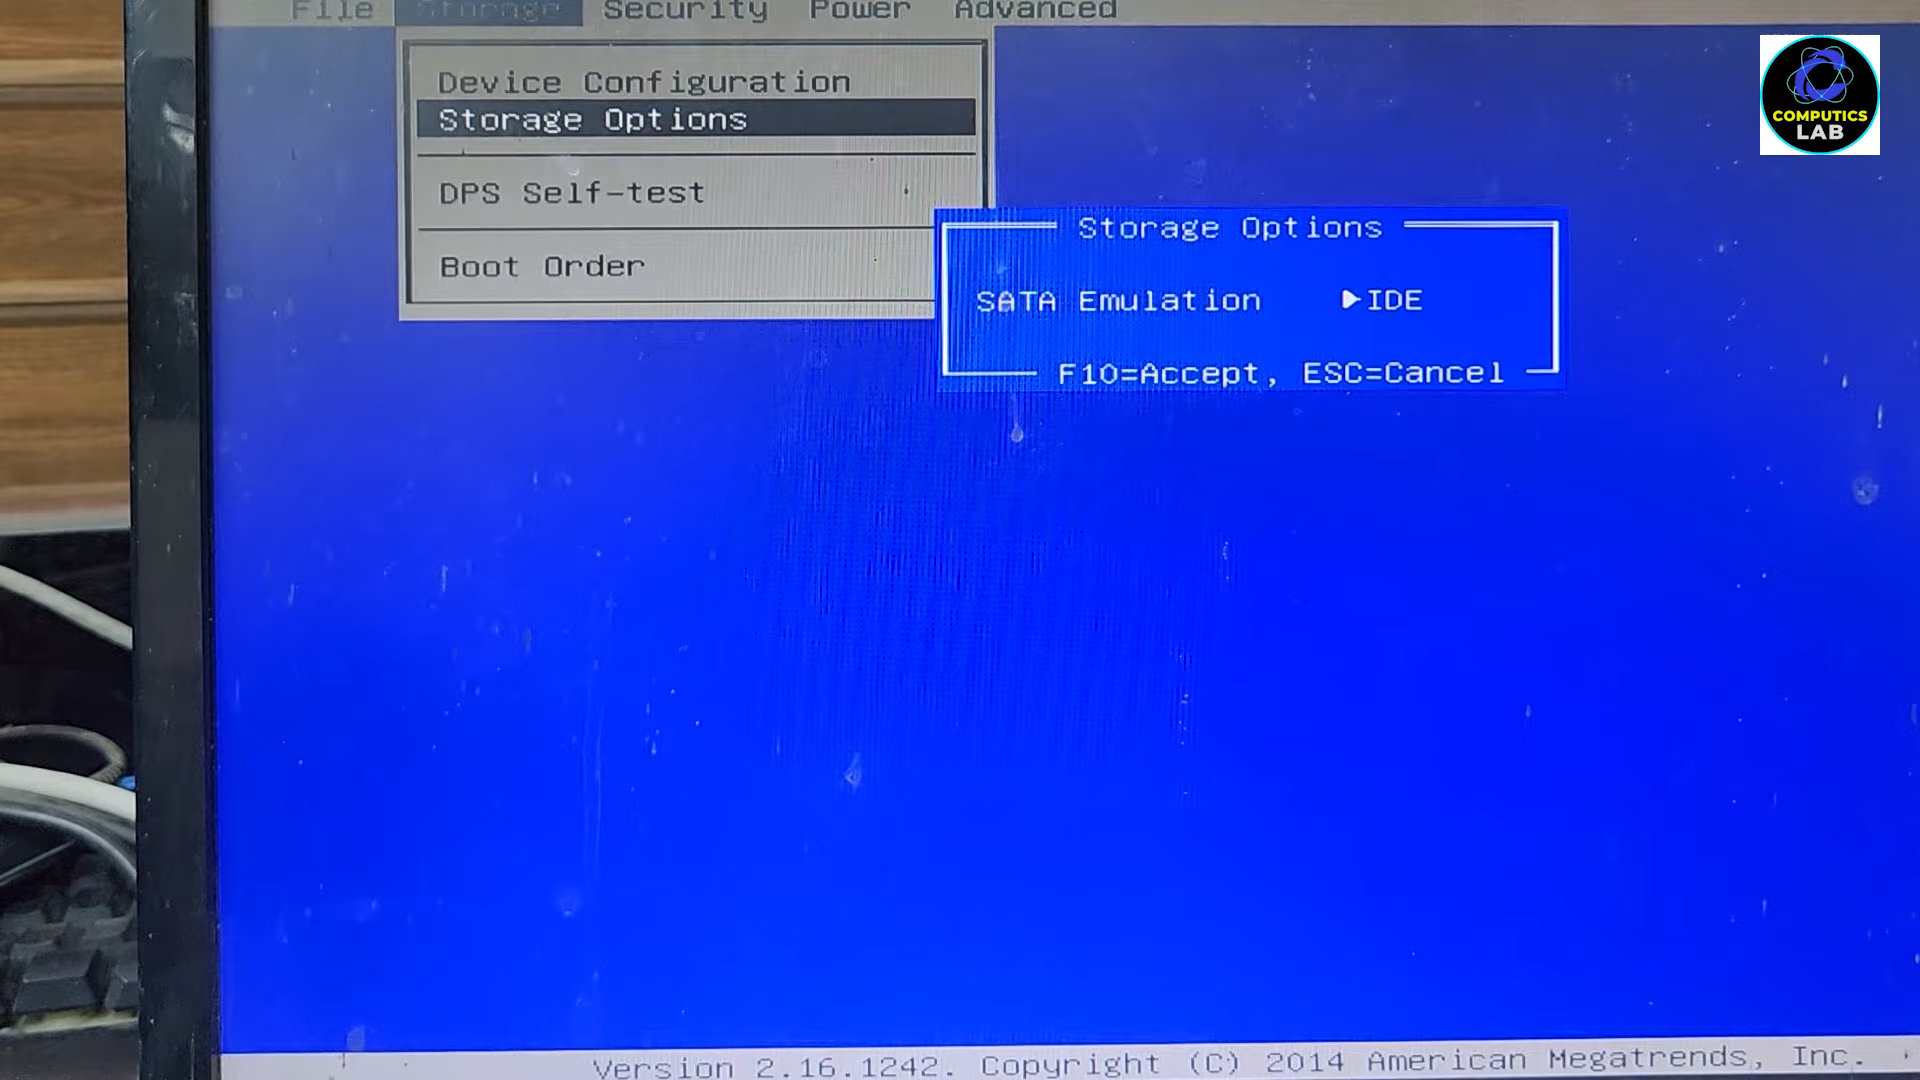 File Storage Security Power Advanced
Device Configuration
Storage Options
DPS Self-test
Boot Order
Storage Options
SATA Emulation ▶IDE
F10=Accept, ESC=Cancel
COMPUTICS
LAB
Version 2.16.1242. Copyright (C) 2014 American Megatrends, Inc.